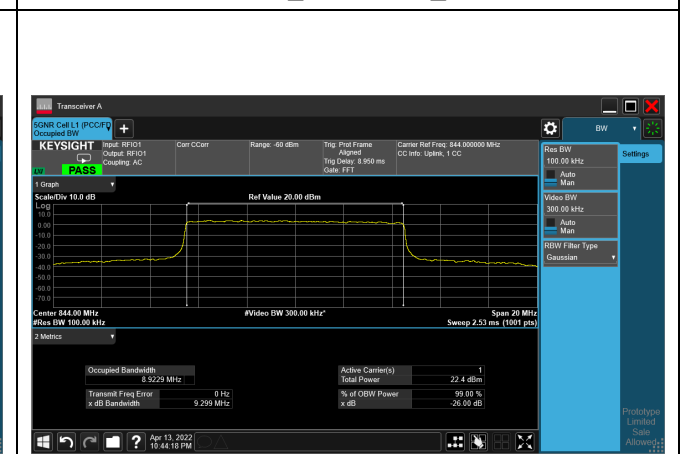 Transceiver A
5GNR Cell L1 (PCC/FD
Occupied BW
+
BW
KEYSIGHT
LXI
PASS
Input: RFIO1
Output: RFIO1
Coupling: AC
Corr CCorr
Range: -60 dBm
Trig: Prot Frame
Aligned
Trig Delay: 8.950 ms
Gate: FFT
Carrier Ref Freq: 844.000000 MHz
CC Info: Uplink, 1 CC
Res BW
100.00 kHz
Auto
Man
Video BW
300.00 kHz
Auto
Man
RBW Filter Type
Gaussian
Settings
1 Graph
Scale/Div 10.0 dB
Ref Value 20.00 dBm
Log
10.0
0.00
-10.0
-20.0
-30.0
-40.0
-50.0
-60.0
-70.0
Center 844.00 MHz
#Video BW 300.00 kHz*
Span 20 MHz
#Res BW 100.00 kHz
Sweep 2.53 ms (1001 pts)
2 Metrics
Occupied Bandwidth
8.9229 MHz
Active Carrier(s) 1
Total Power 22.4 dBm
Transmit Freq Error 0 Hz
x dB Bandwidth 9.299 MHz
% of OBW Power 99.00 %
x dB -26.00 dB
Prototype
Limited
Sale
Allowed
?
Apr 13, 2022
10:44:18 PM